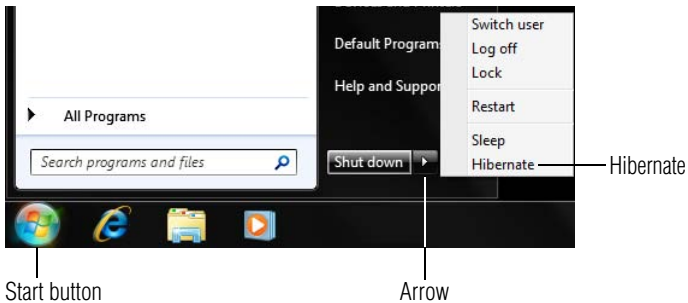 Switch user
Default Programs
Log off
Lock
Help and Suppor
All Programs
Restart
Search programs and files
Shut down
Sleep
Hibernate
Hibernate
Start button
Arrow